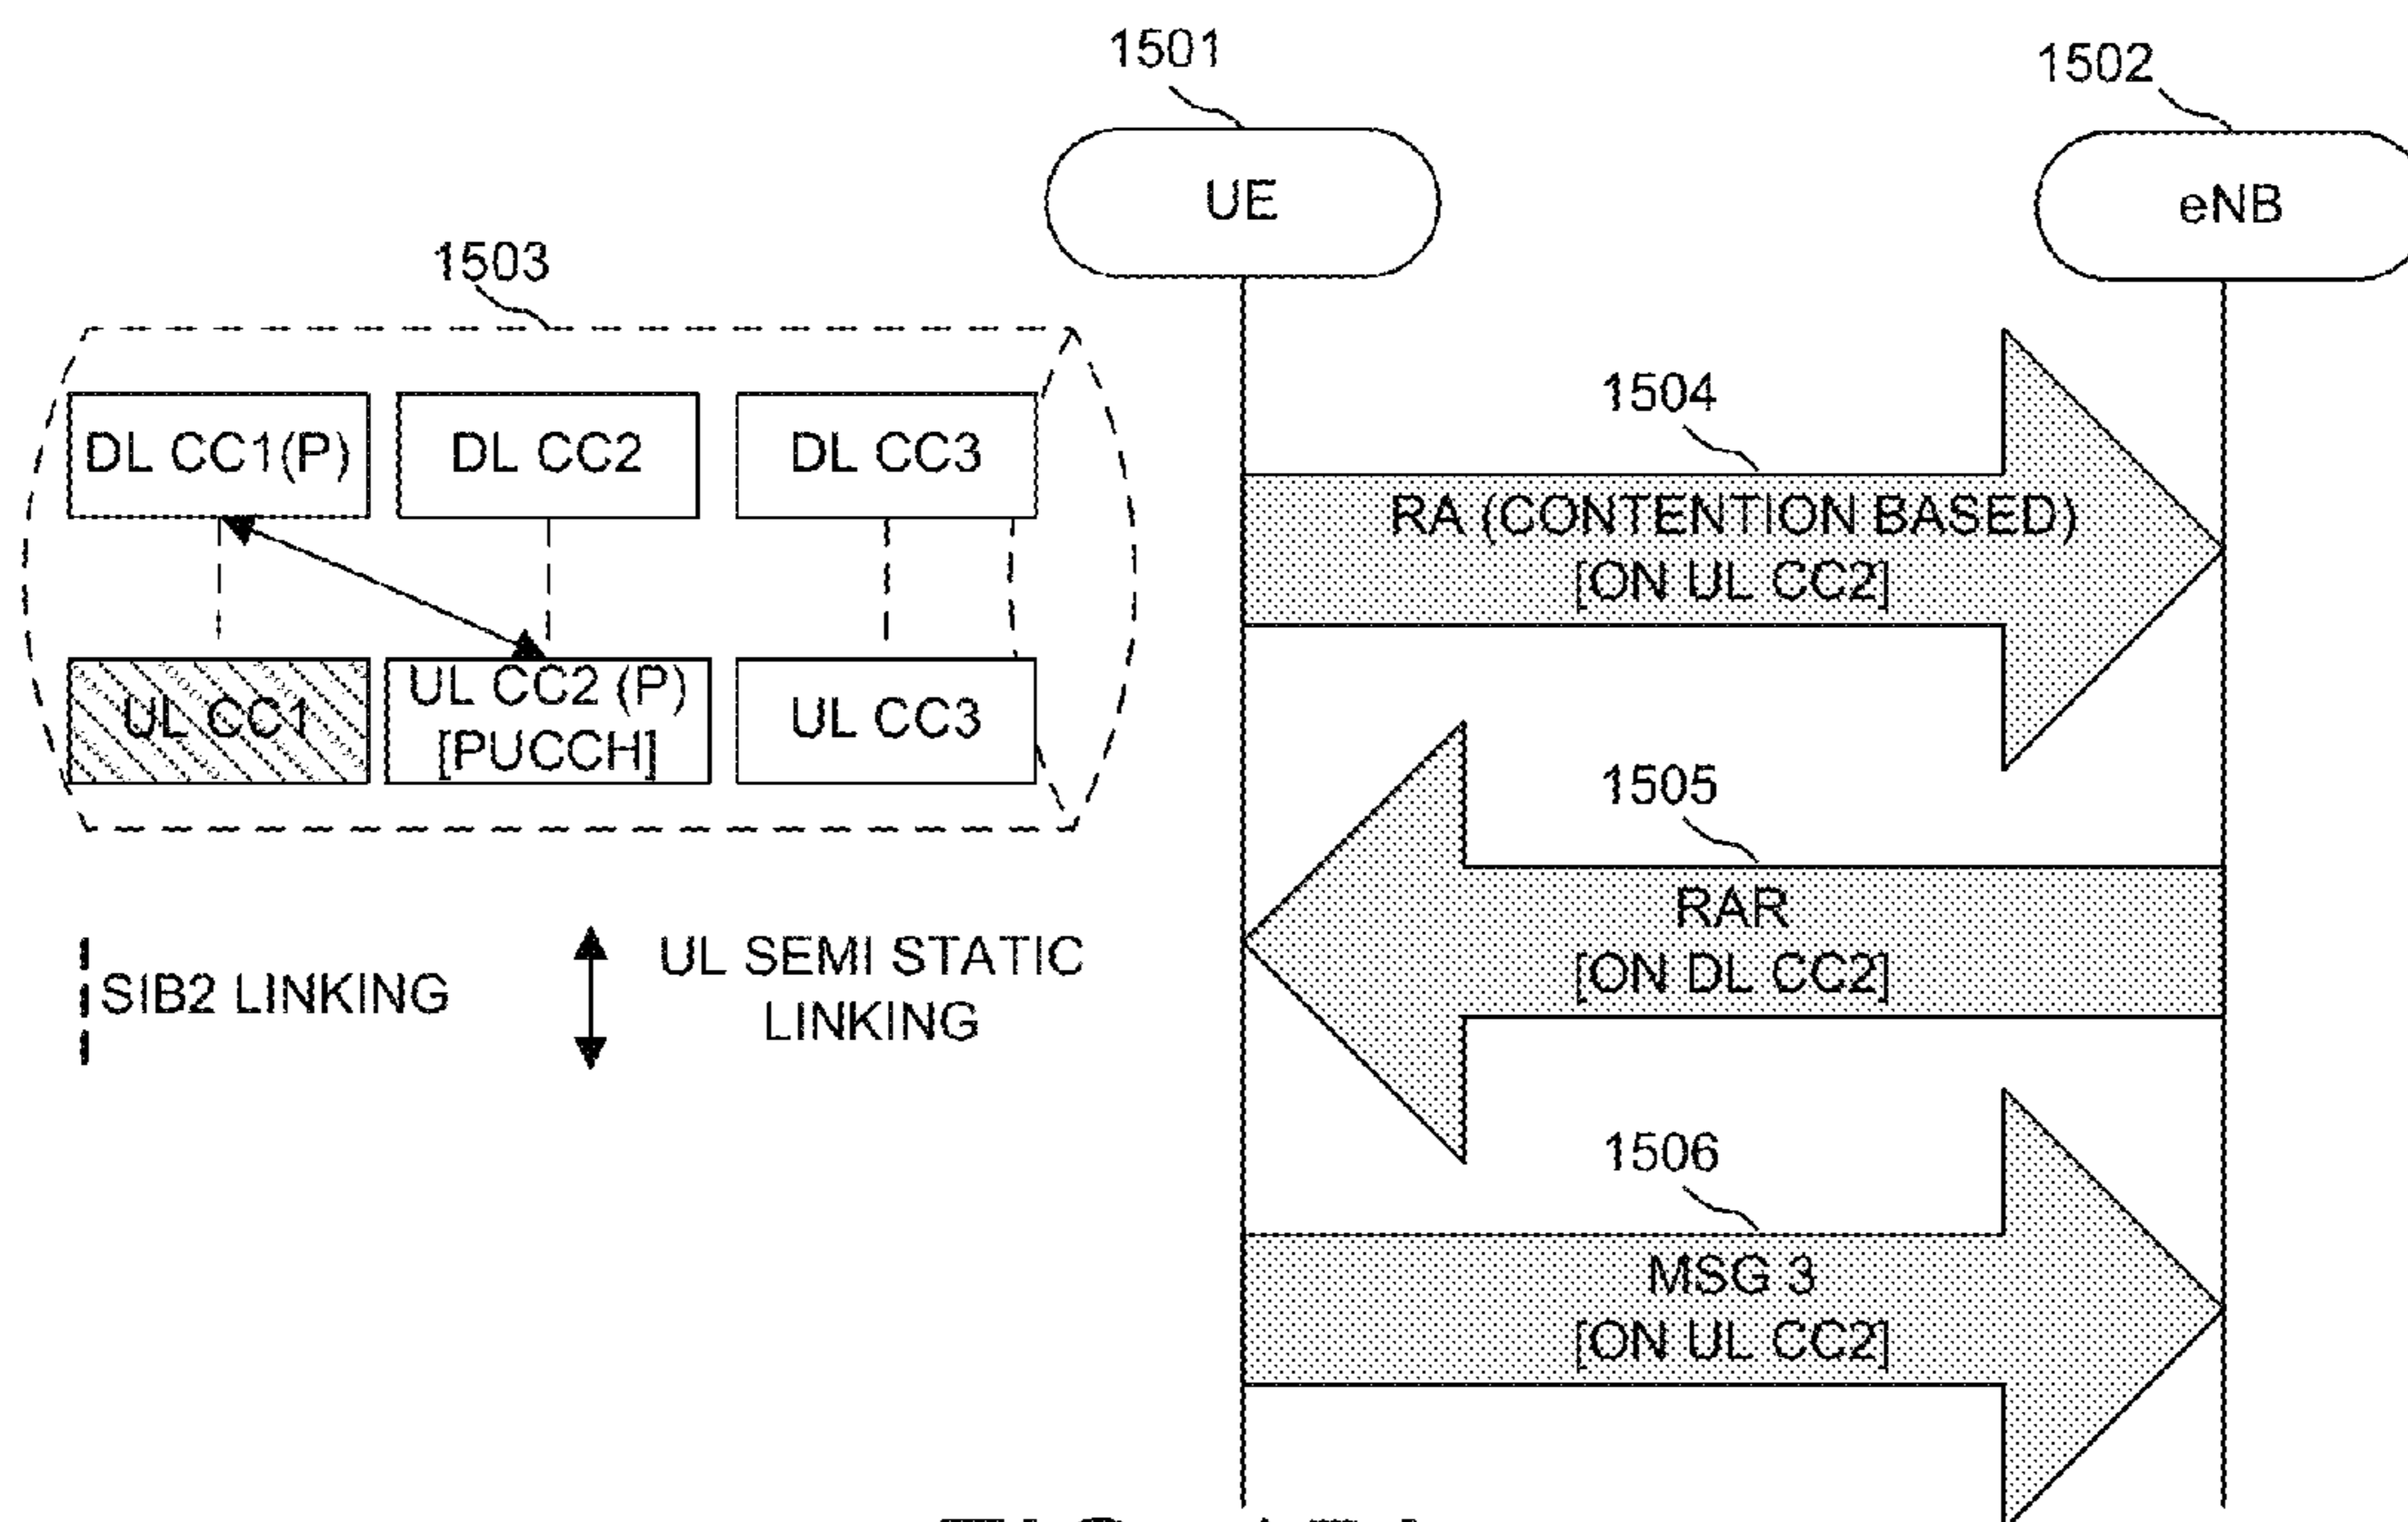 1501
1502
UE
eNB
1503
DL CC1(P)
DL CC2
DL CC3
UL CC1
UL CC2 (P)
[PUCCH]
UL CC3
SIB2 LINKING
UL SEMI STATIC
LINKING
1504
RA (CONTENTION BASED)
[ON UL CC2]
1505
RAR
[ON DL CC2]
1506
MSG 3
[ON UL CC2]